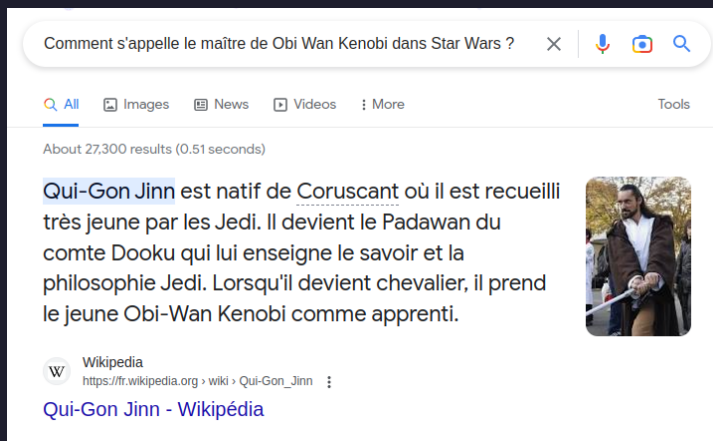 Comment s'appelle le maître de Obi Wan Kenobi dans Star Wars ?
All Images News Videos More Tools
About 27,300 results (0.51 seconds)
Qui-Gon Jinn est natif de Coruscant où il est recueilli
très jeune par les Jedi. Il devient le Padawan du
comte Dooku qui lui enseigne le savoir et la
philosophie Jedi. Lorsqu'il devient chevalier, il prend
le jeune Obi-Wan Kenobi comme apprenti.
W Wikipedia
https://fr.wikipedia.org › wiki › Qui-Gon_Jinn
Qui-Gon Jinn - Wikipédia